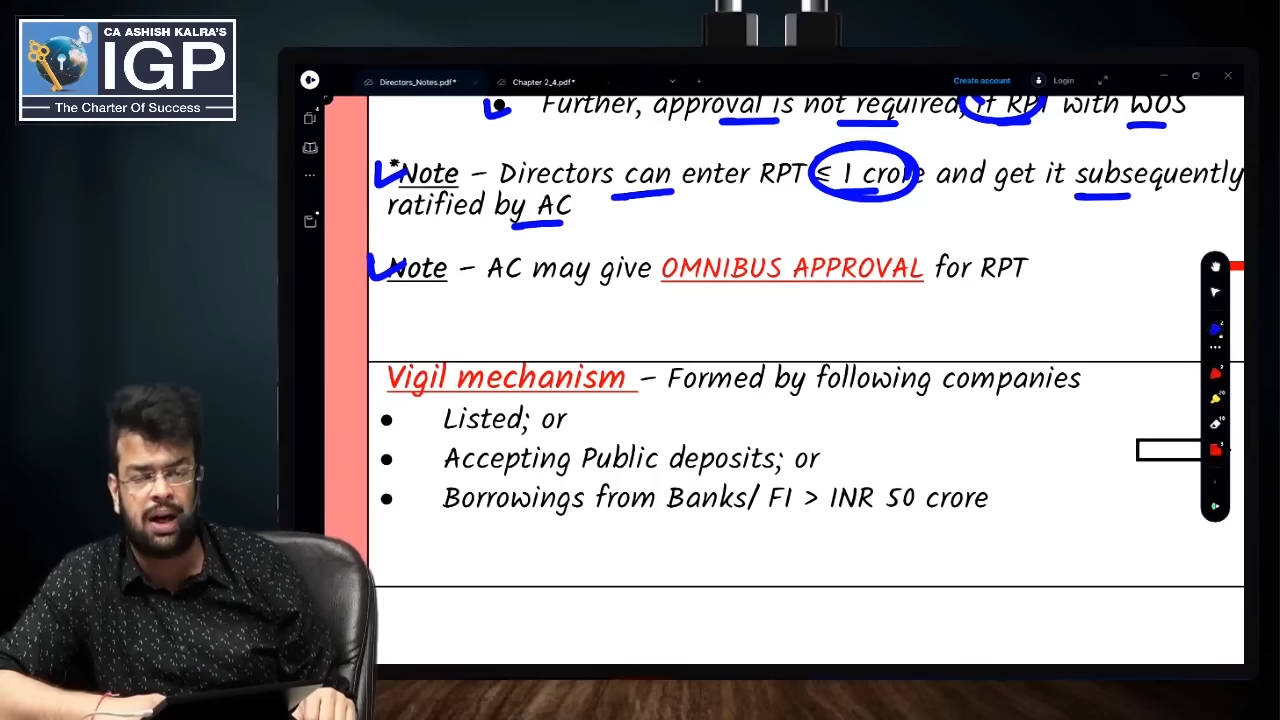 CA ASHISH KALRA'S
IGP
The Charter Of Success
Directors_Notes.pdf*
Chapter 2_4.pdf*
Create account
Login
Further, approval is not required, if RPT with WOS
*Note – Directors can enter RPT ≤ 1 crore and get it subsequently
ratified by AC
Note – AC may give OMNIBUS APPROVAL for RPT
Vigil mechanism – Formed by following companies
• Listed; or
• Accepting Public deposits; or
• Borrowings from Banks/ FI > INR 50 crore